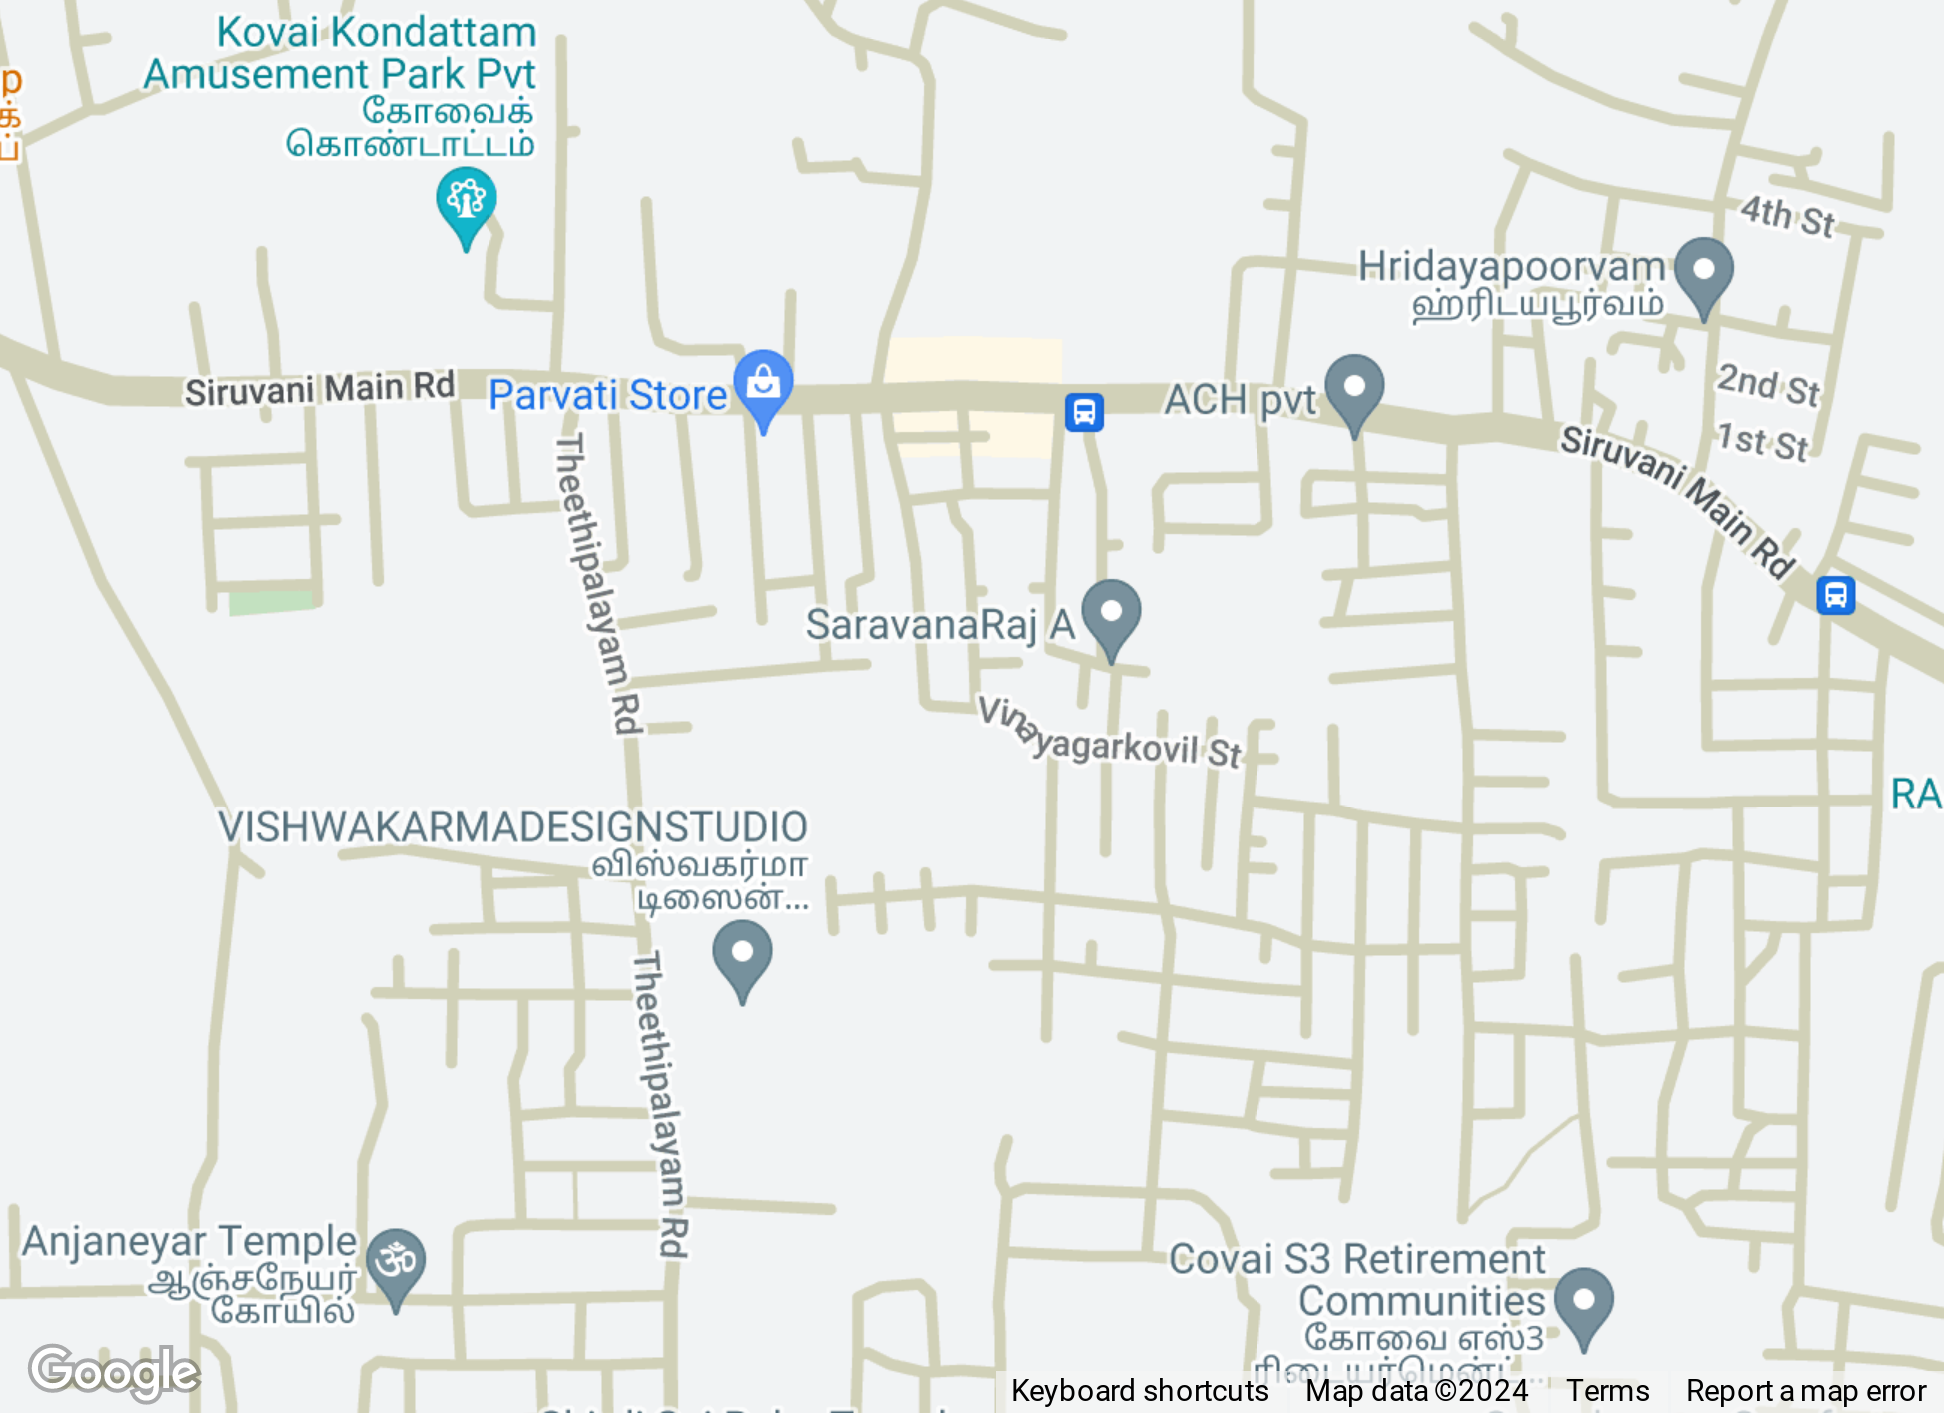 Kovai Kondattam
Amusement Park Pvt
கோவைக்
கொண்டாட்டம்
p
க்
ப்
4th St
Hridayapoorvam
ஹ்ரிடயபூர்வம்
Siruvani Main Rd
Parvati Store
ACH pvt
2nd St
1st St
Siruvani Main Rd
Theethipalayam Rd
SaravanaRaj A
Vinayagarkovil St
RA
VISHWAKARMADESIGNSTUDIO
விஸ்வகர்மா
டிஸைன்...
Theethipalayam Rd
Anjaneyar Temple
ஆஞ்சநேயர்
கோயில்
Covai S3 Retirement
Communities
கோவை எஸ்3
ரிடையர்மென்ட்...
Google
Keyboard shortcuts
Map data ©2024
Terms
Report a map error